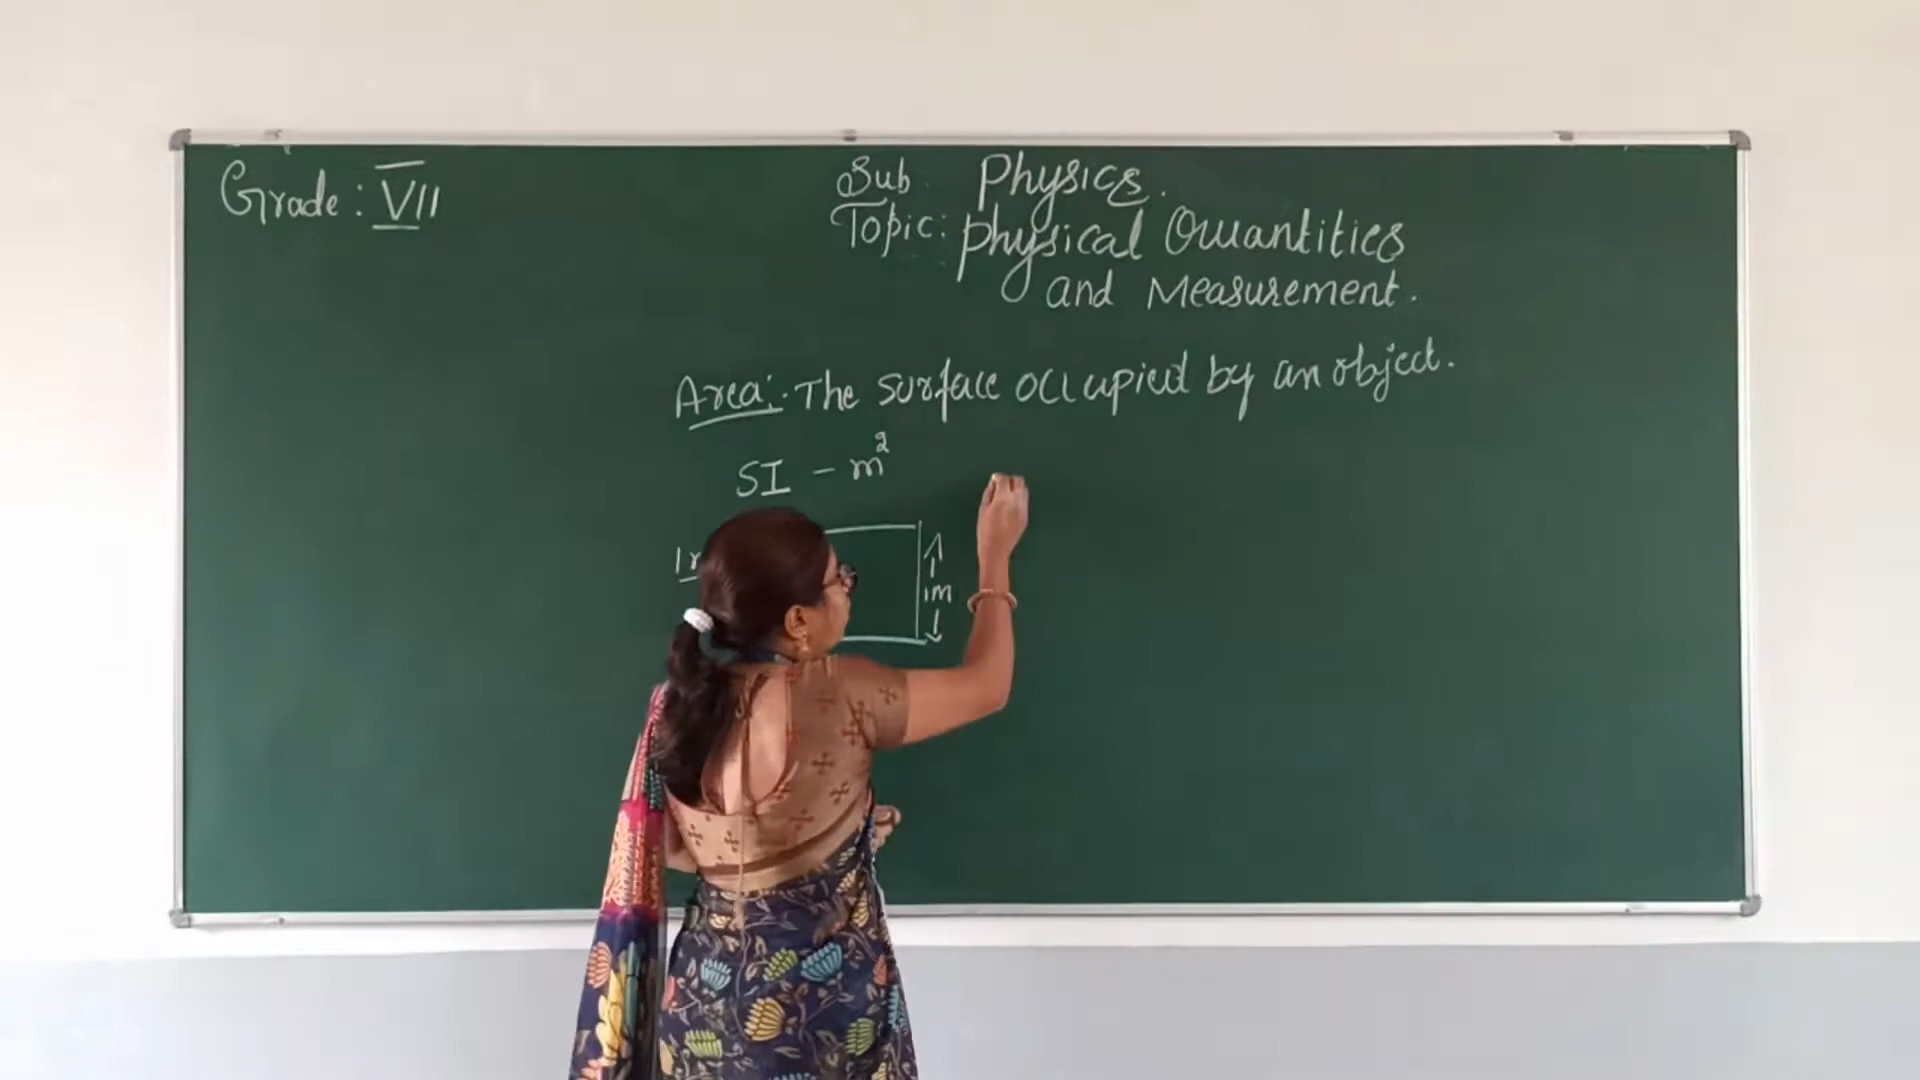 Grade: VII
Sub. Physics.
Topic: Physical Quantities
and Measurement.
Area:- The surface occupied by an object.
SI - m²
1m